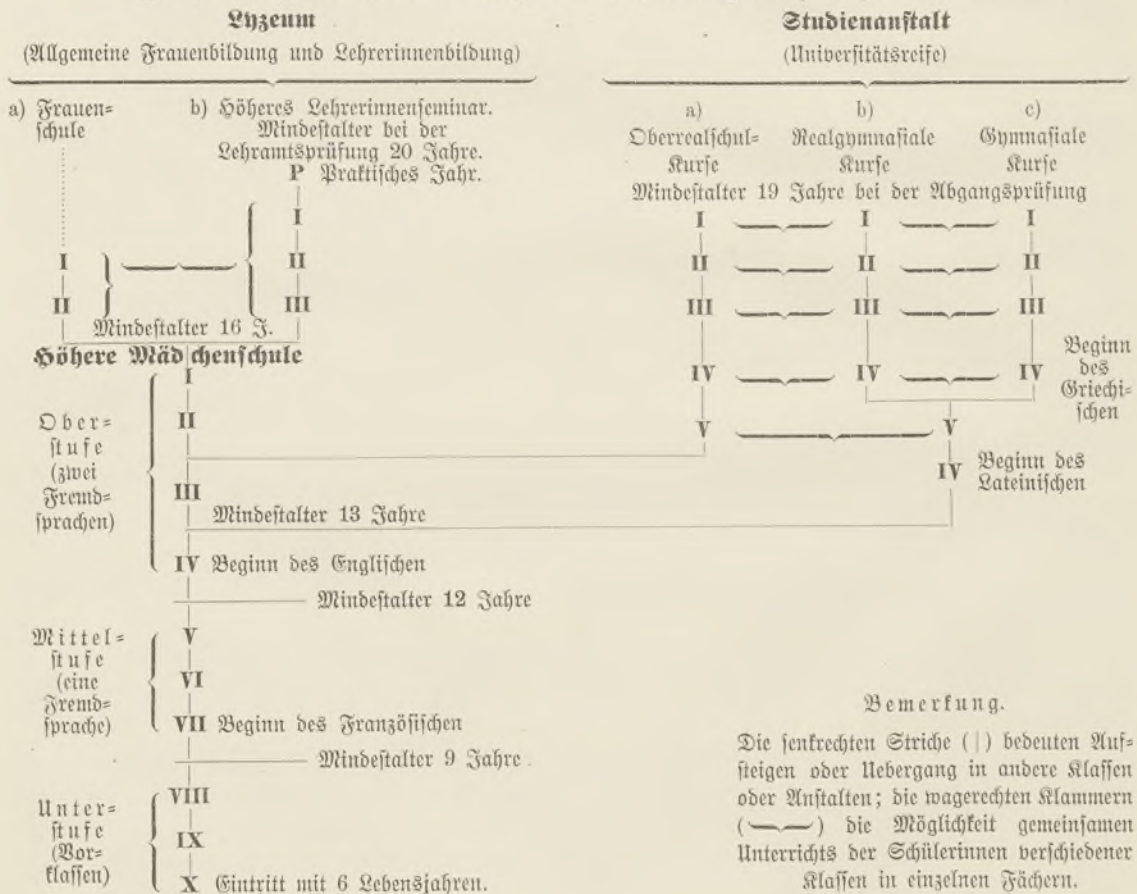 Lyzeum
(Allgemeine Frauenbildung und Lehrerinnenbildung)
a) Frauen=
schule
b) Höheres Lehrerinnenseminar.
Mindestalter bei der
Lehramtsprüfung 20 Jahre.
P Praktisches Jahr.
I
I II
II III
Mindestalter 16 J.
Studienanstalt
(Universitätsreife)
a) b) c)
Oberrealschul= Realgymnasiale Gymnasiale
Kurse Kurse Kurse
Mindestalter 19 Jahre bei der Abgangsprüfung
I I I
II II II
III III III
IV IV IV
Beginn
des
Griechi=
schen
V V
IV Beginn des
Lateinischen
Höhere Mädchenschule
Ober=
stufe
(zwei
Fremd=
sprachen)
I
II
III
Mindestalter 13 Jahre
IV Beginn des Englischen
Mindestalter 12 Jahre
Mittel=
stufe
(eine
Fremd=
sprache)
V
VI
VII Beginn des Französischen
Mindestalter 9 Jahre
Unter=
stufe
(Vor=
klassen)
VIII
IX
X Eintritt mit 6 Lebensjahren.
Bemerkung.
Die senkrechten Striche (|) bedeuten Auf=
steigen oder Uebergang in andere Klassen
oder Anstalten; die wagerechten Klammern
(⏟) die Möglichkeit gemeinsamen
Unterrichts der Schülerinnen verschiedener
Klassen in einzelnen Fächern.